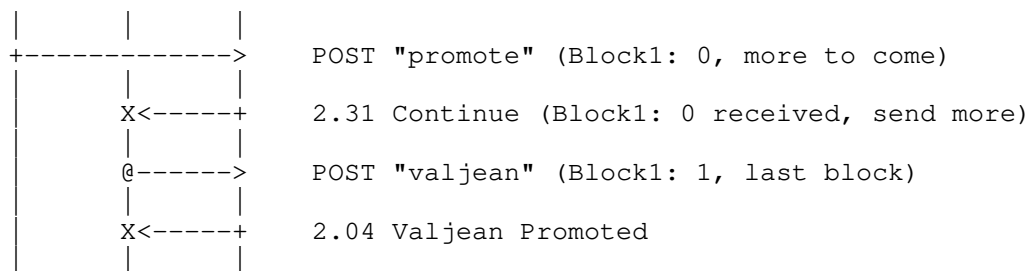 POST "promote" (Block1: 0, more to come)
X 2.31 Continue (Block1: 0 received, send more)
@ POST "valjean" (Block1: 1, last block)
X 2.04 Valjean Promoted